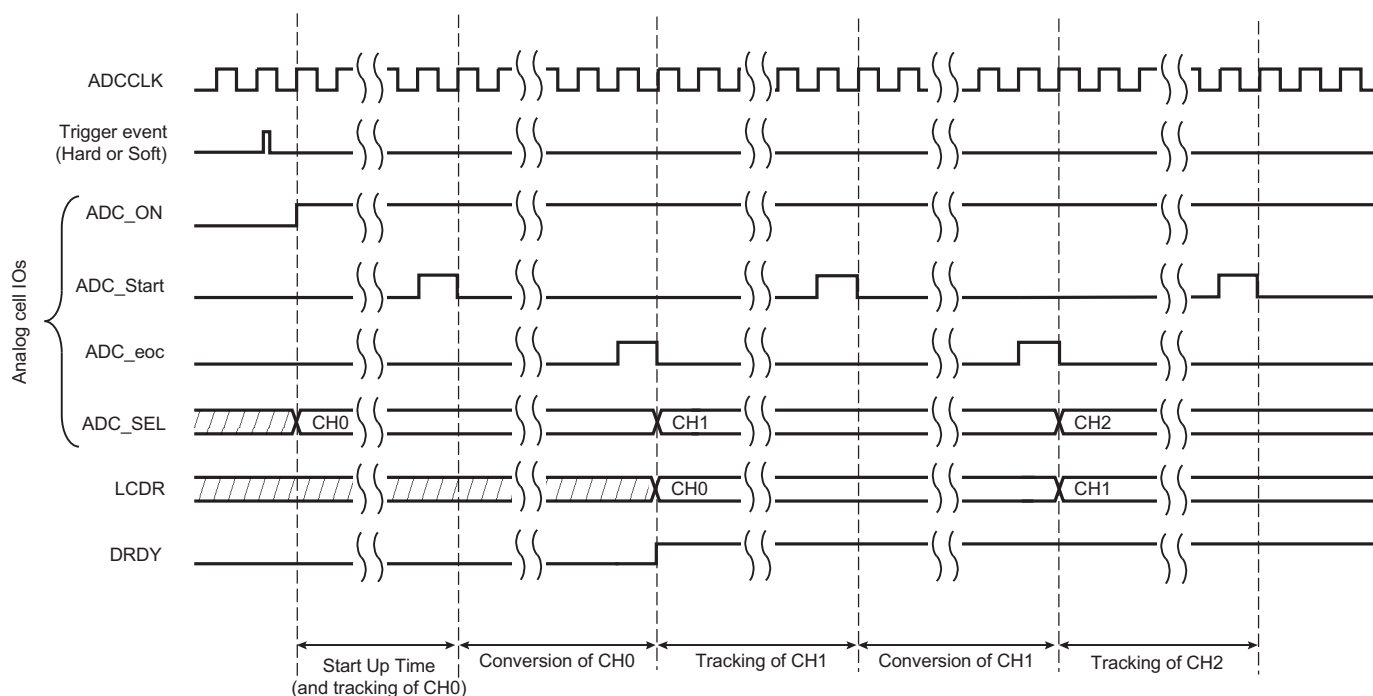 ADCCLK
Trigger event
(Hard or Soft)
Analog cell IOs
ADC_ON
ADC_Start
ADC_eoc
ADC_SEL
CH0
CH1
CH2
LCDR
CH0
CH1
DRDY
Start Up Time
(and tracking of CH0)
Conversion of CH0
Tracking of CH1
Conversion of CH1
Tracking of CH2